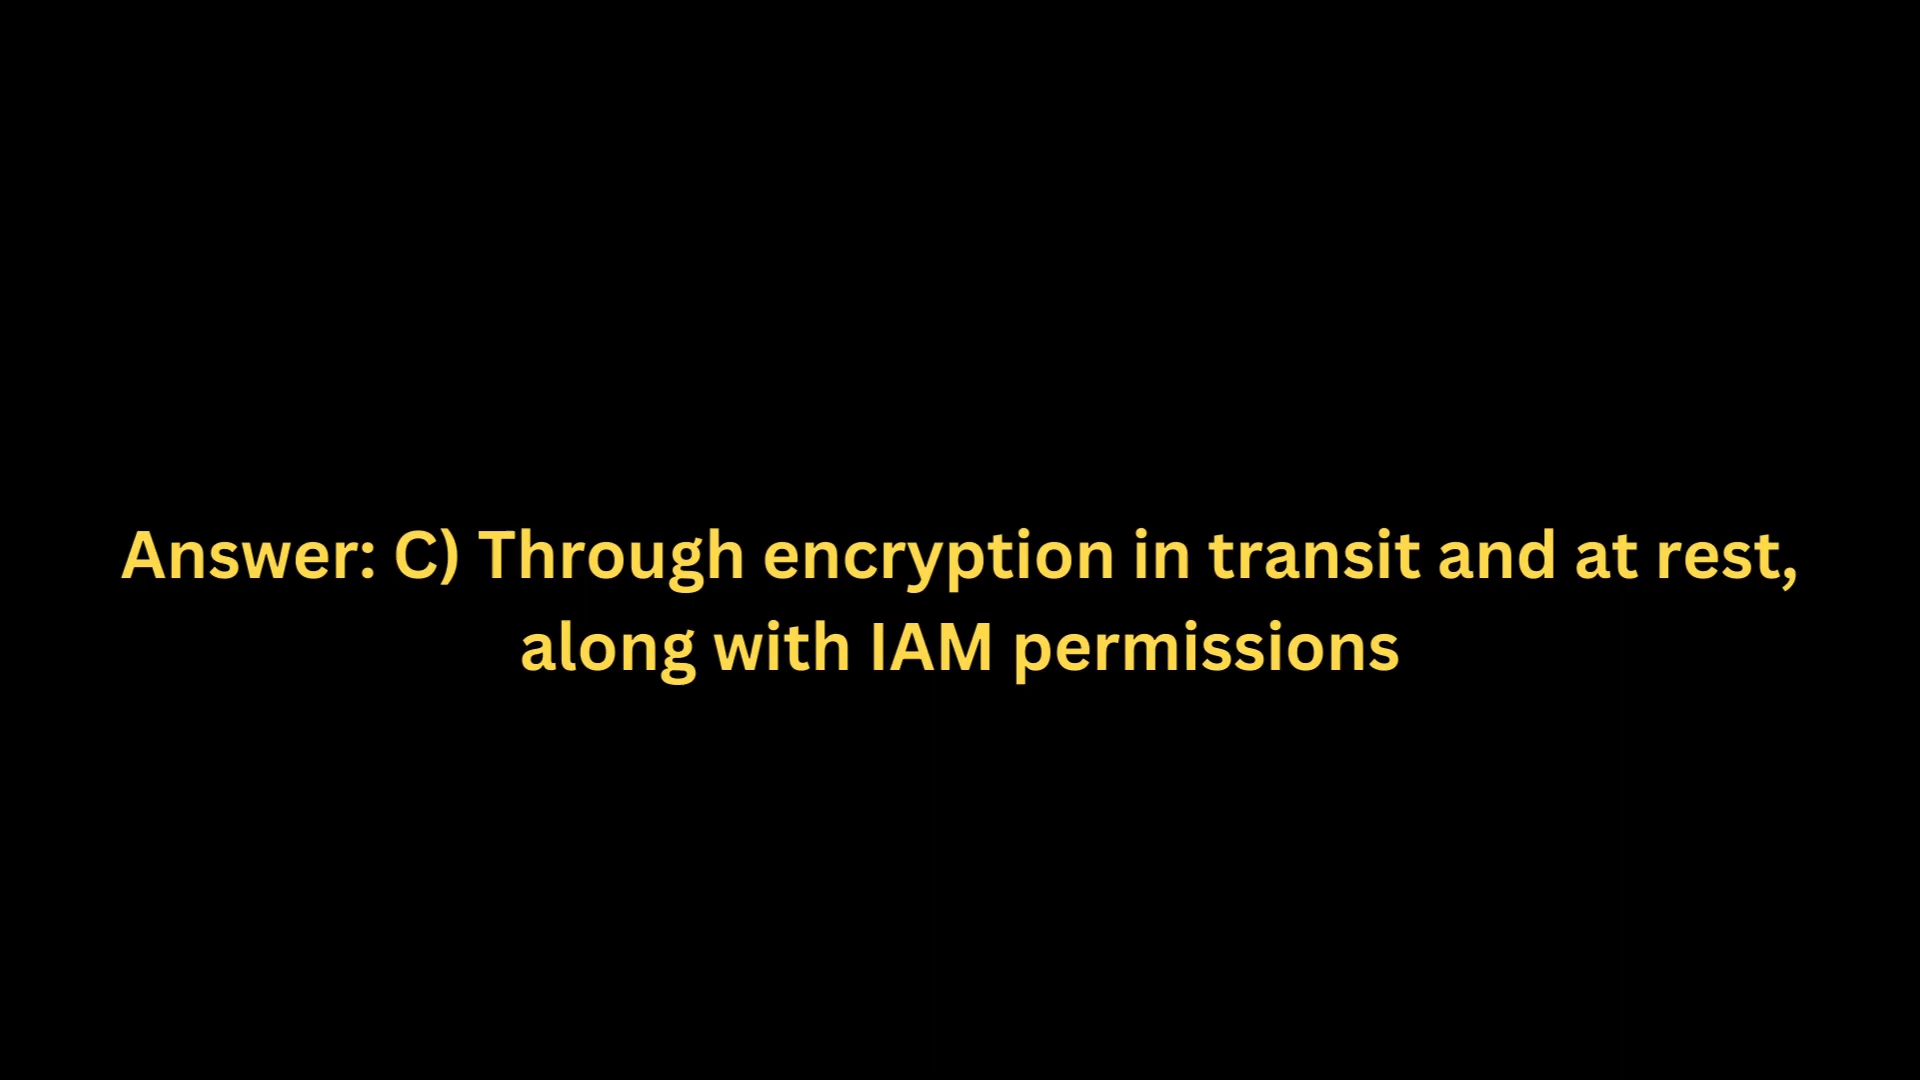 Answer: C) Through encryption in transit and at rest,
along with IAM permissions